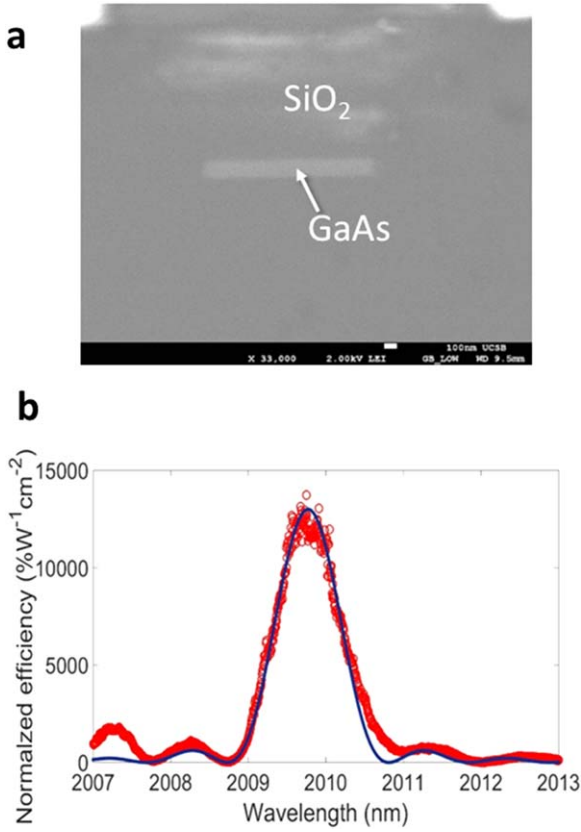 a
SiO₂
GaAs
100nm UCSB
X 33,000 2.00kV LEI GB_LOW WD 9.5mm
b
15000
10000
5000
0
Normalzed efficiency (%W⁻¹cm⁻²)
2007 2008 2009 2010 2011 2012 2013
Wavelength (nm)